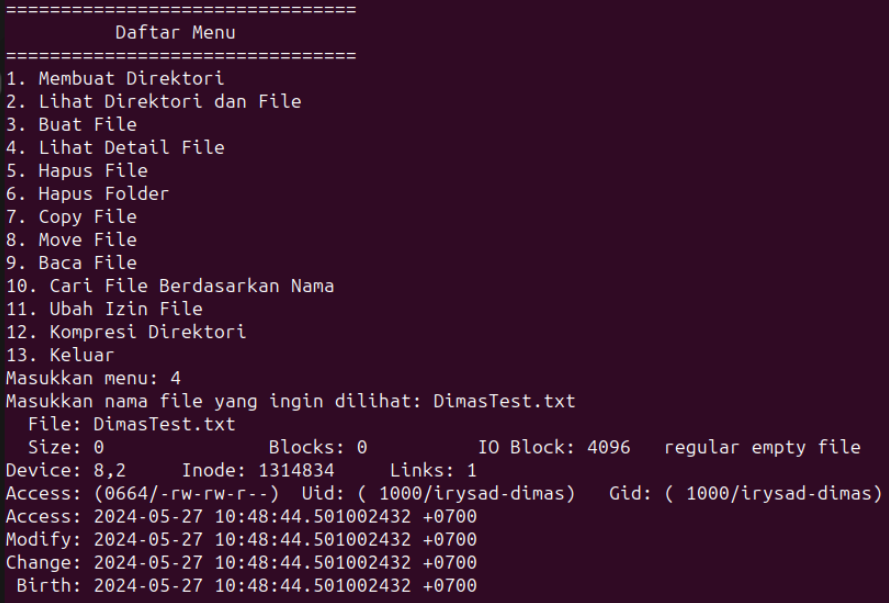 ================================
Daftar Menu
================================
1. Membuat Direktori
2. Lihat Direktori dan File
3. Buat File
4. Lihat Detail File
5. Hapus File
6. Hapus Folder
7. Copy File
8. Move File
9. Baca File
10. Cari File Berdasarkan Nama
11. Ubah Izin File
12. Kompresi Direktori
13. Keluar
Masukkan menu: 4
Masukkan nama file yang ingin dilihat: DimasTest.txt
  File: DimasTest.txt
  Size: 0               Blocks: 0          IO Block: 4096   regular empty file
Device: 8,2     Inode: 1314834     Links: 1
Access: (0664/-rw-rw-r--)  Uid: ( 1000/irysad-dimas)   Gid: ( 1000/irysad-dimas)
Access: 2024-05-27 10:48:44.501002432 +0700
Modify: 2024-05-27 10:48:44.501002432 +0700
Change: 2024-05-27 10:48:44.501002432 +0700
 Birth: 2024-05-27 10:48:44.501002432 +0700